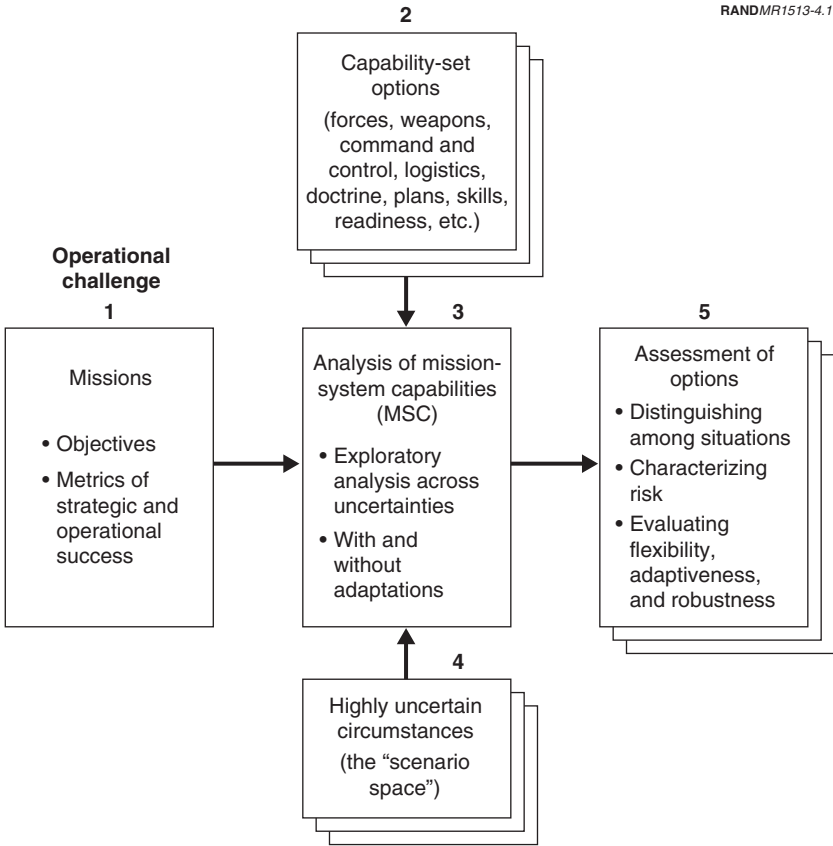 RANDMR1513-4.1
2
Capability-set
options
(forces, weapons,
command and
control, logistics,
doctrine, plans, skills,
readiness, etc.)
Operational
challenge
1
Missions
• Objectives
• Metrics of
strategic and
operational
success
3
Analysis of mission-
system capabilities
(MSC)
• Exploratory
analysis across
uncertainties
• With and
without
adaptations
5
Assessment of
options
• Distinguishing
among situations
• Characterizing
risk
• Evaluating
flexibility,
adaptiveness,
and robustness
4
Highly uncertain
circumstances
(the “scenario
space”)